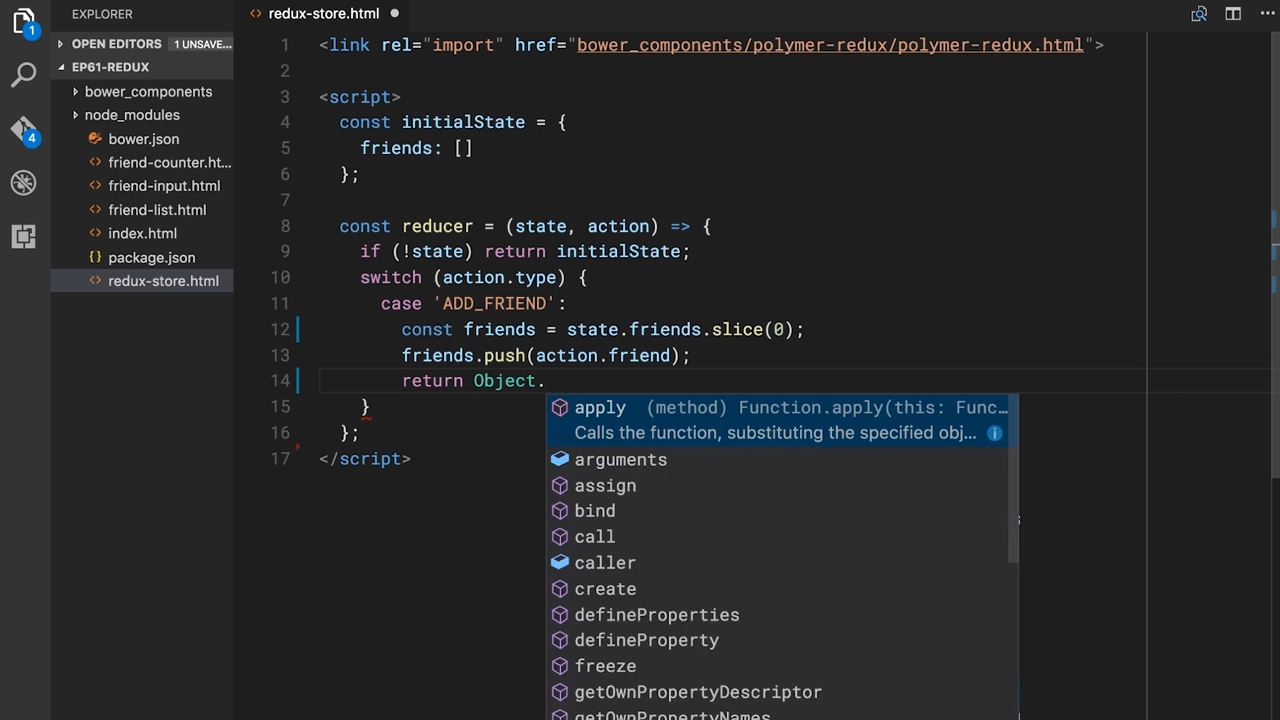 EXPLORER
OPEN EDITORS 1 UNSAVE...
EP61-REDUX
bower_components
node_modules
bower.json
friend-counter.ht...
friend-input.html
friend-list.html
index.html
{} package.json
redux-store.html
1
4
<> redux-store.html
1 <link rel="import" href="bower_components/polymer-redux/polymer-redux.html">
2
3 <script>
4 const initialState = {
5 friends: []
6 };
7
8 const reducer = (state, action) => {
9 if (!state) return initialState;
10 switch (action.type) {
11 case 'ADD_FRIEND':
12 const friends = state.friends.slice(0);
13 friends.push(action.friend);
14 return Object.
15 }
16 };
17 </script>
apply (method) Function.apply(this: Func...
Calls the function, substituting the specified obj...
arguments
assign
bind
call
caller
create
defineProperties
defineProperty
freeze
getOwnPropertyDescriptor
getOwnPropertyNames